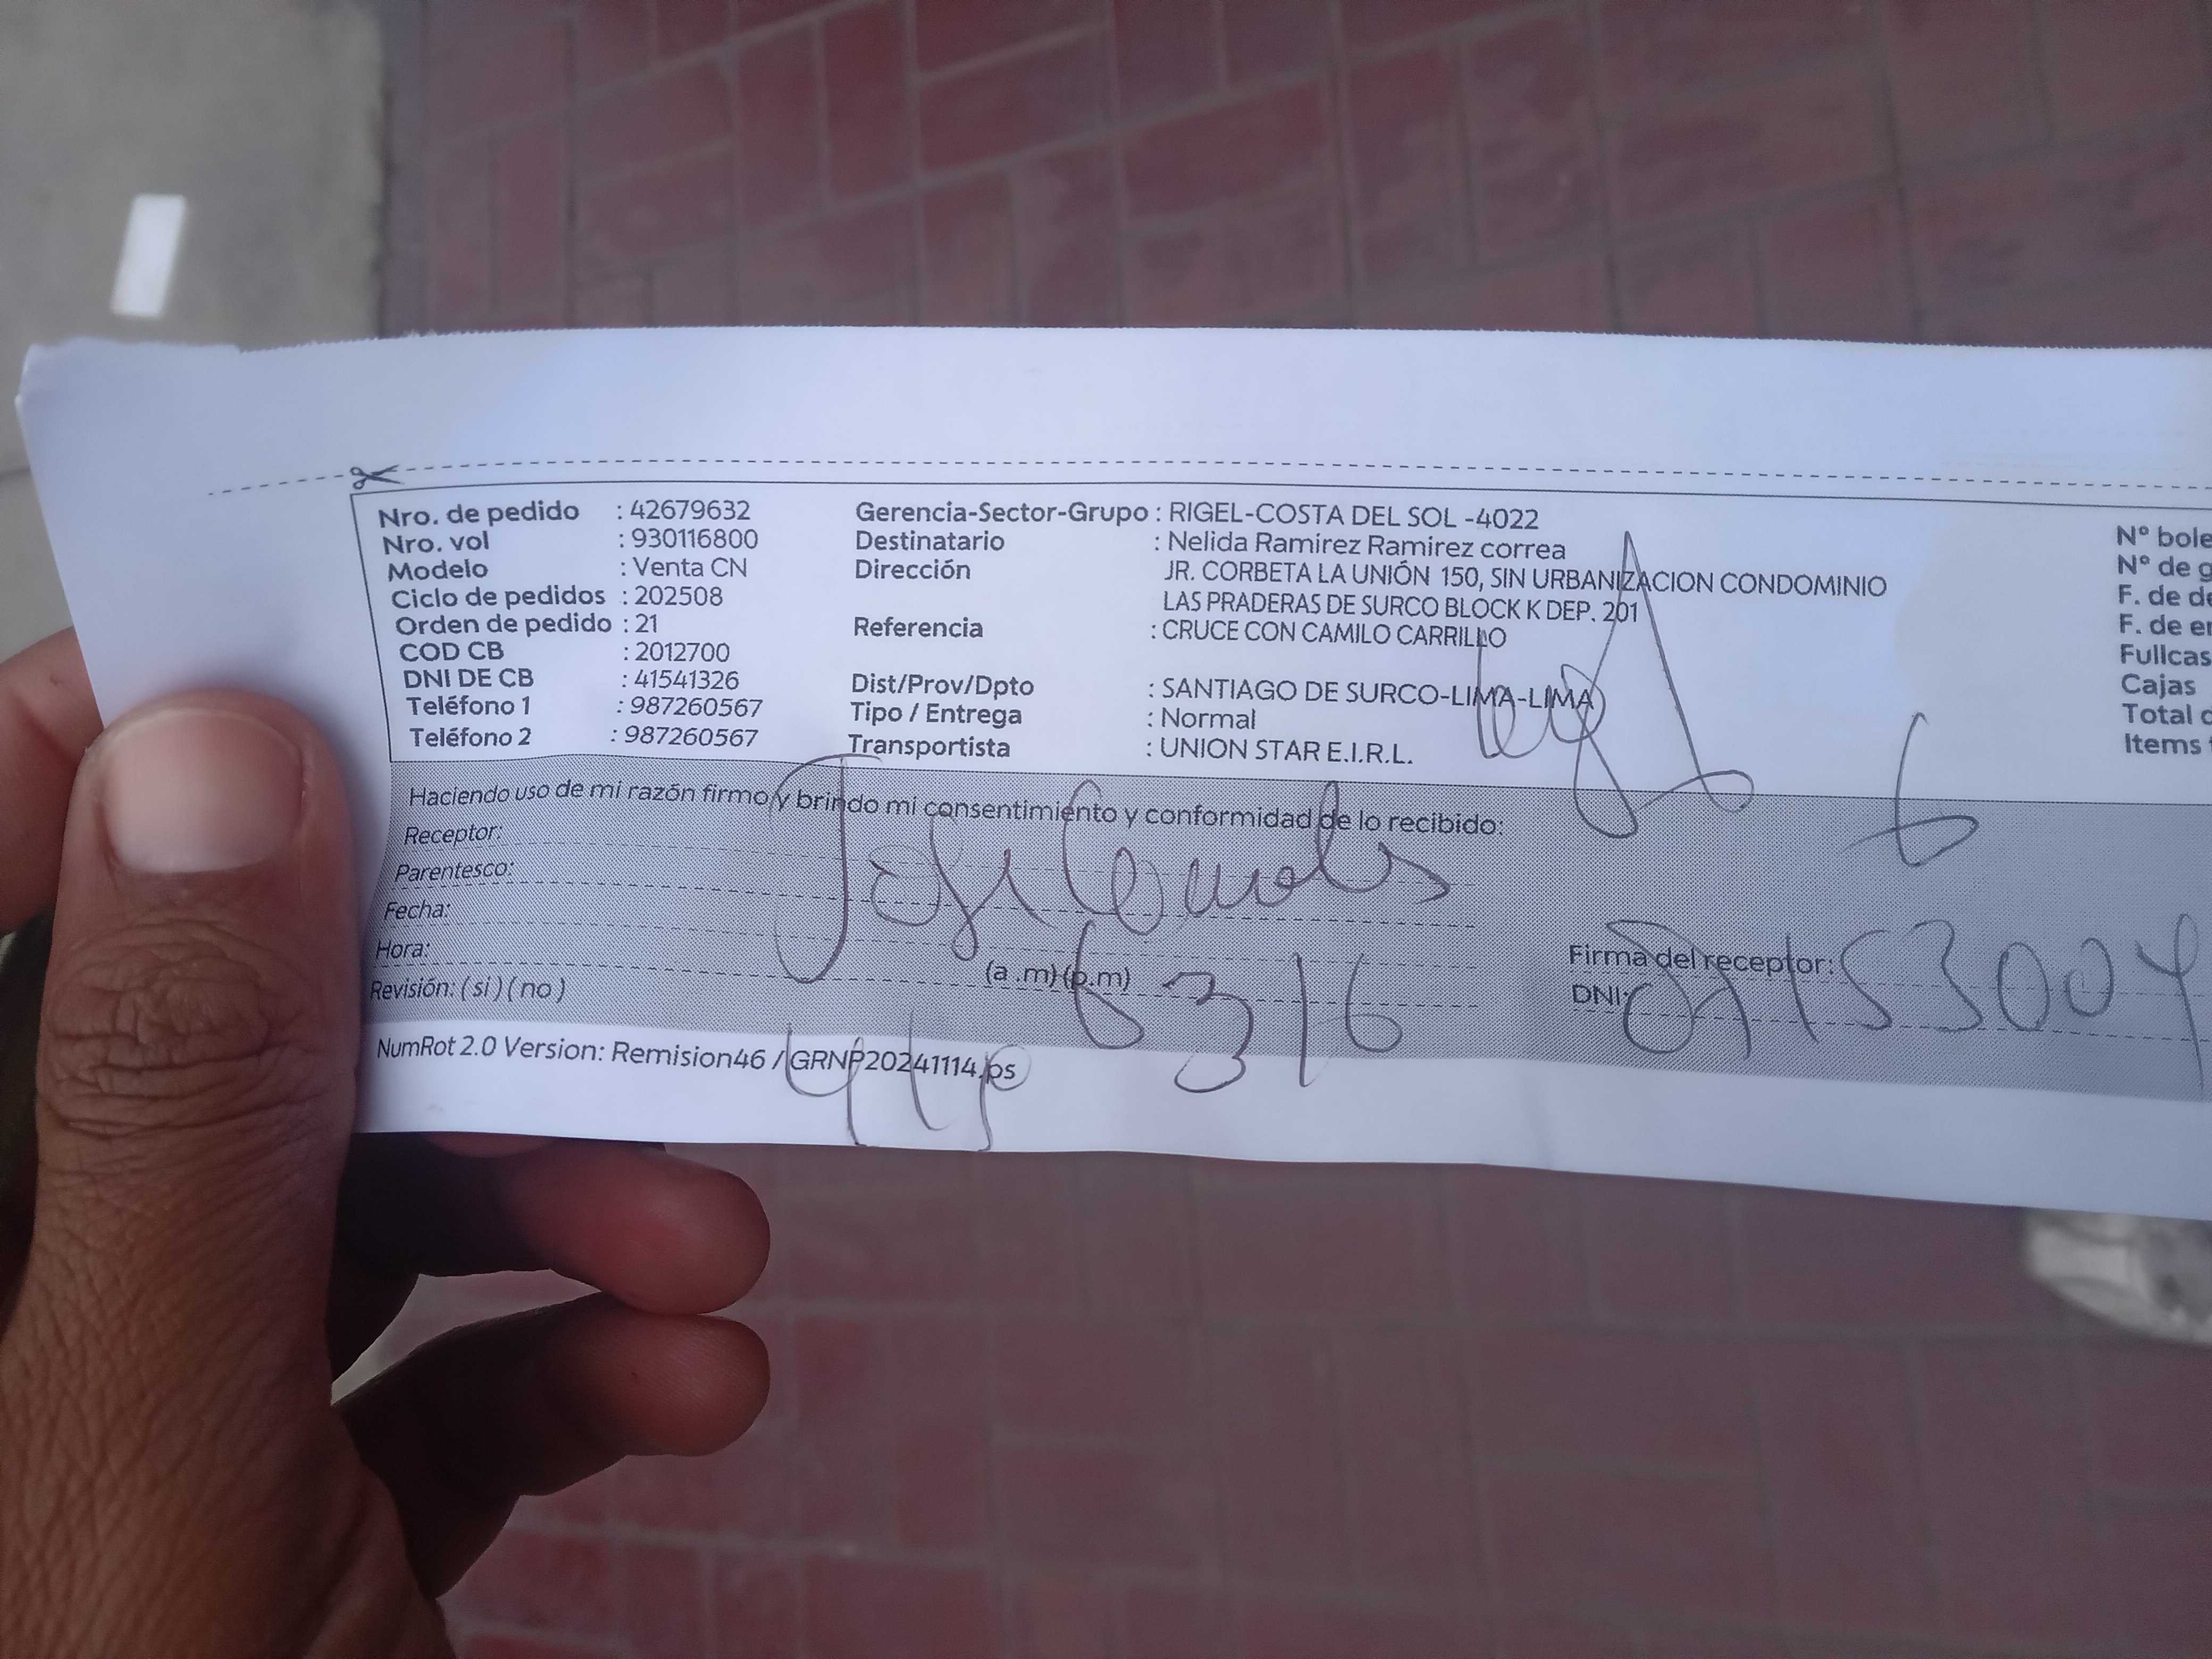 Nro. de pedido : 42679632
Nro. vol : 930116800
Modelo : Venta CN
Ciclo de pedidos : 202508
Orden de pedido : 21
COD CB : 2012700
DNI DE CB : 41541326
Teléfono 1 : 987260567
Teléfono 2 : 987260567
Gerencia-Sector-Grupo : RIGEL-COSTA DEL SOL -4022
Destinatario : Nelida Ramirez Ramirez correa
Dirección JR. CORBETA LA UNIÓN 150, SIN URBANIZACION CONDOMINIO
LAS PRADERAS DE SURCO BLOCK K DEP. 201
Referencia : CRUCE CON CAMILO CARRILLO
Dist/Prov/Dpto : SANTIAGO DE SURCO-LIMA-LIMA
Tipo / Entrega : Normal
Transportista : UNION STAR E.I.R.L.
Nº bole
Nº de g
F. de de
F. de en
Fullcas
Cajas
Total d
Items
Haciendo uso de mi razón firmo y brindo mi consentimiento y conformidad de lo recibido:
Receptor:
Parentesco:
Fecha:
Hora: (a .m) (p.m)
Revisión: ( si ) ( no )
Firma del receptor:
DNI:
6316
NumRot 2.0 Version: Remision46 / GRNP20241114.ps